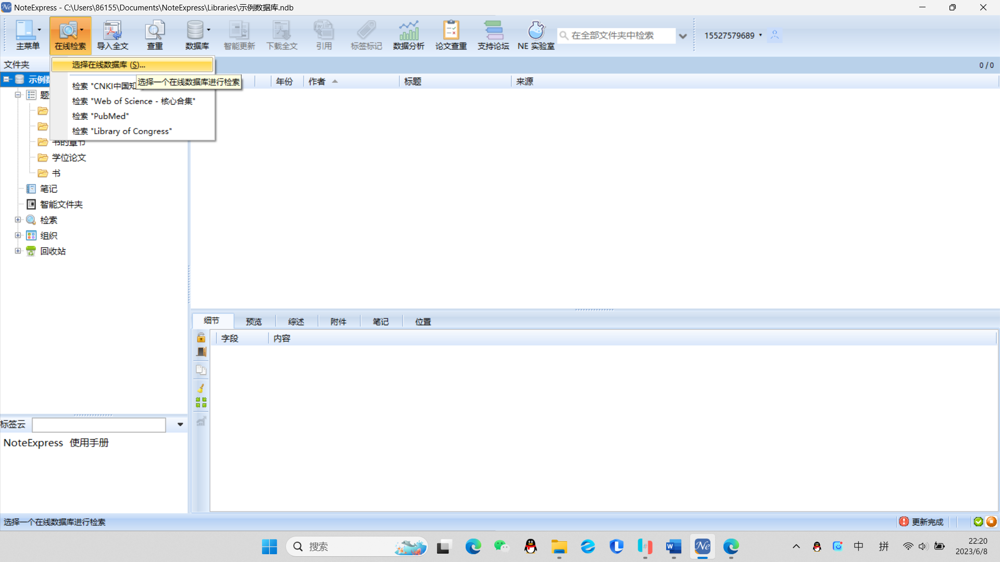 NoteExpress - C:\Users\86155\Documents\NoteExpress\Libraries\示例数据库.ndb
主菜单
在线检索
导入全文
查重
数据库
智能更新
下载全文
引用
标签标记
数据分析
论文查重
支持论坛
NE 实验室
在全部文件夹中检索
15527579689
文件夹
选择在线数据库 (S)...
0 / 0
示例数
选择一个在线数据库进行检索
年份
作者
标题
来源
检索 "CNKI中国知
题
检索 "Web of Science - 核心合集"
检索 "PubMed"
检索 "Library of Congress"
书的章节
学位论文
书
笔记
智能文件夹
检索
组织
回收站
细节
预览
综述
附件
笔记
位置
字段
内容
标签云
NoteExpress 使用手册
选择一个在线数据库进行检索
更新完成
搜索
中
拼
22:20
2023/6/8